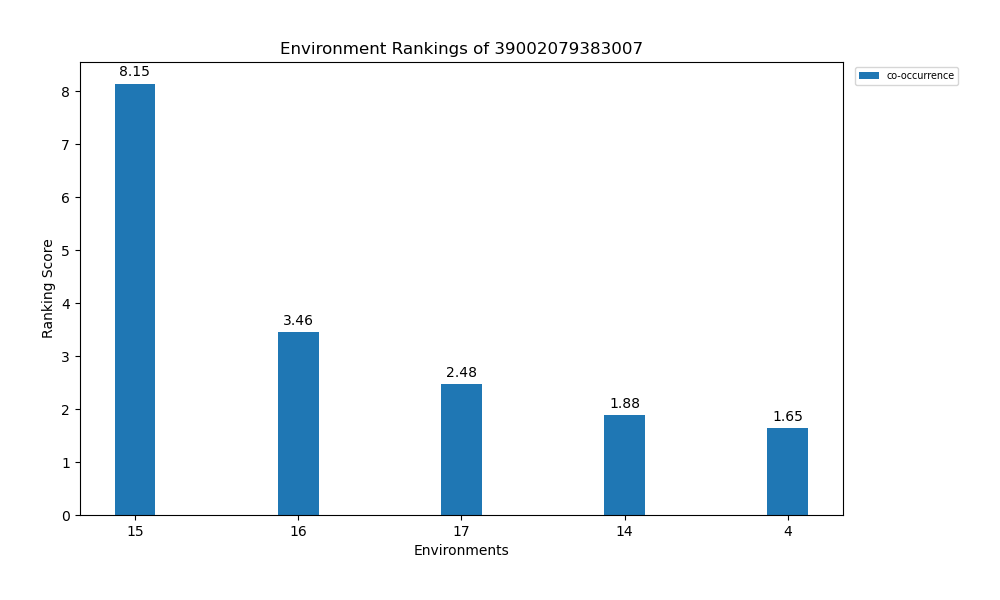 Environment Rankings of 39002079383007
co-occurrence
8.15
3.46
2.48
1.88
1.65
8
7
6
5
4
3
2
1
0
Ranking Score
15 16 17 14 4
Environments